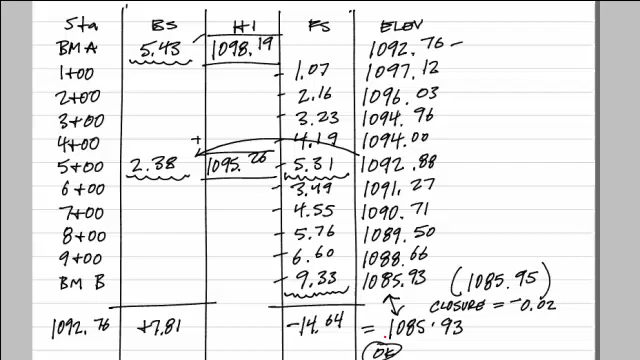 Sta BS HI FS ELEV
BM A 5.43 1098.19 1092.76 -
1+00 - 1.07 1097.12
2+00 - 2.16 1096.03
3+00 - 3.23 1094.96
4+00 + - 4.19 1094.00
5+00 2.38 1095.26 - 5.31 1092.88
6+00 - 3.49 1091.27
7+00 - 4.55 1090.71
8+00 - 5.76 1089.50
9+00 - 6.60 1088.66
BM B - 9.33 1085.93 (1085.95)
CLOSURE = -0.02
1092.76 +7.81 -14.64 = 1085.93
OK